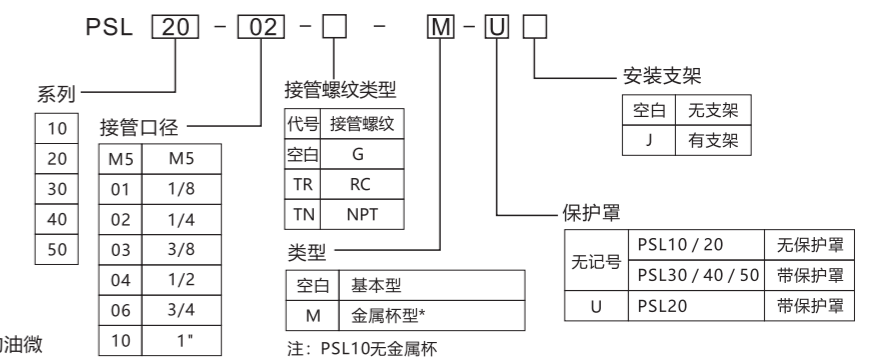 PSL 20 - 02 - □ - M - U □
系列
10
20
30
40
50
接管口径
M5 M5
01 1/8
02 1/4
03 3/8
04 1/2
06 3/4
10 1"
接管螺纹类型
代号 接管螺纹
空白 G
TR RC
TN NPT
类型
空白 基本型
M 金属杯型*
注：PSL10无金属杯
安装支架
空白 无支架
J 有支架
保护罩
无记号 PSL10 / 20 无保护罩
PSL30 / 40 / 50 带保护罩
U PSL20 带保护罩
油微